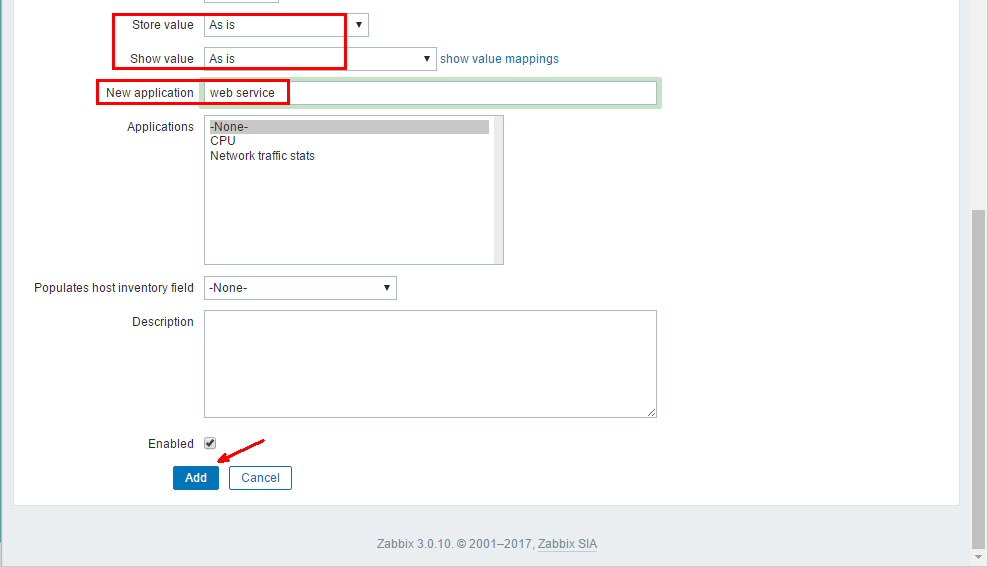 Store value As is
Show value As is show value mappings
New application web service
Applications -None-
CPU
Network traffic stats
Populates host inventory field -None-
Description
Enabled
Add Cancel
Zabbix 3.0.10. © 2001–2017, Zabbix SIA